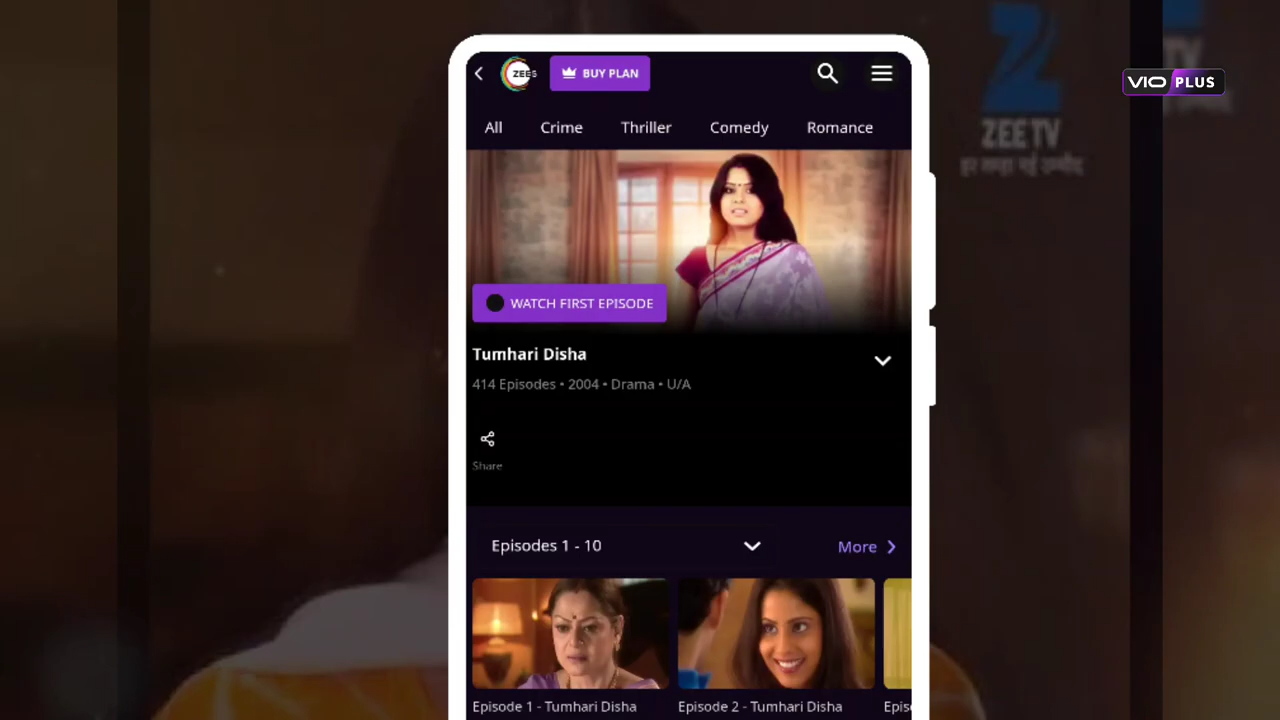 ZEE5
BUY PLAN
VIO PLUS
All Crime Thriller Comedy Romance
ZEE TV
WATCH FIRST EPISODE
Tumhari Disha
414 Episodes • 2004 • Drama • U/A
Share
Episodes 1 - 10
More
Episode 1 - Tumhari Disha
Episode 2 - Tumhari Disha
Epis